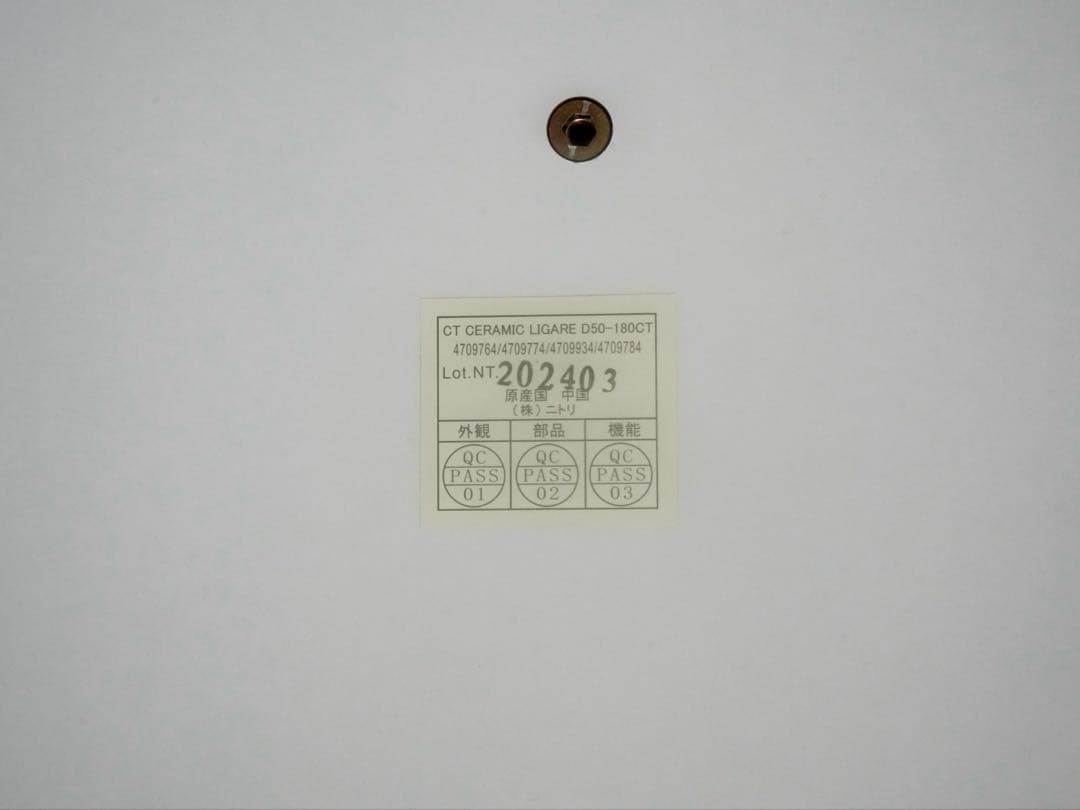 CT CERAMIC LIGARE D50-180CT
4709764/4709774/4709934/4709784
Lot.NT.202403
原産国 中国
(株)ニトリ
外観 部品 機能
QC QC QC
PASS PASS PASS
01 02 03